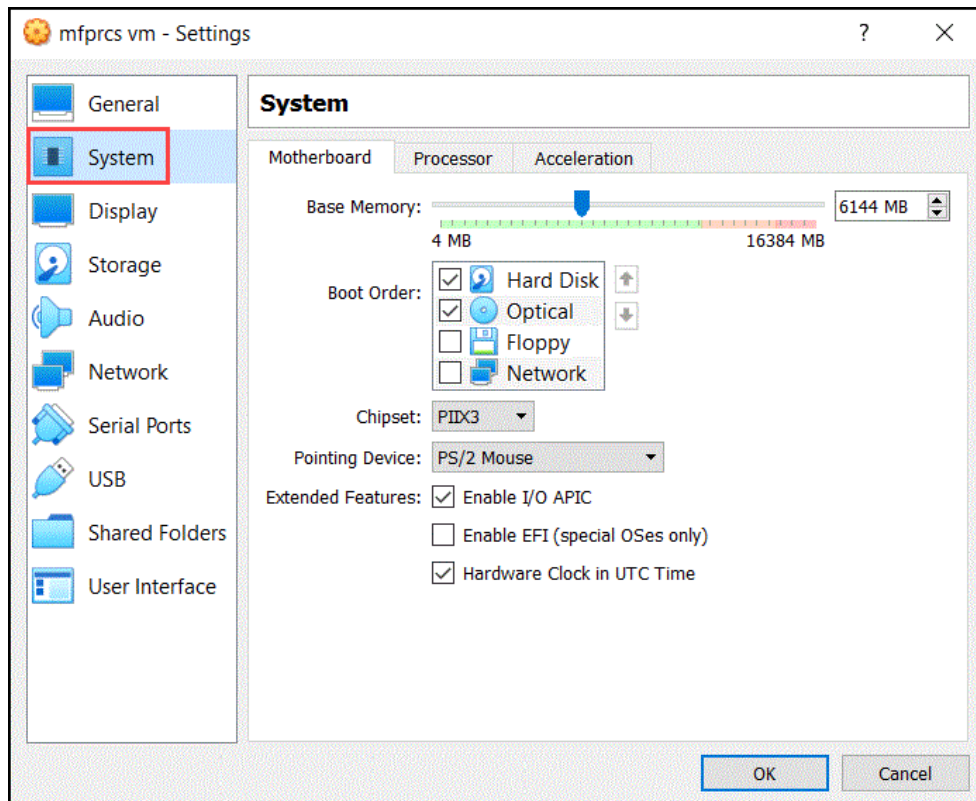 mfprcs vm - Settings
?
General
System
Display
Storage
Audio
Network
Serial Ports
USB
Shared Folders
User Interface
System
Motherboard Processor Acceleration
Base Memory: 6144 MB
4 MB 16384 MB
Boot Order:
Hard Disk
Optical
Floppy
Network
Chipset: PIIX3
Pointing Device: PS/2 Mouse
Extended Features: Enable I/O APIC
Enable EFI (special OSes only)
Hardware Clock in UTC Time
OK Cancel